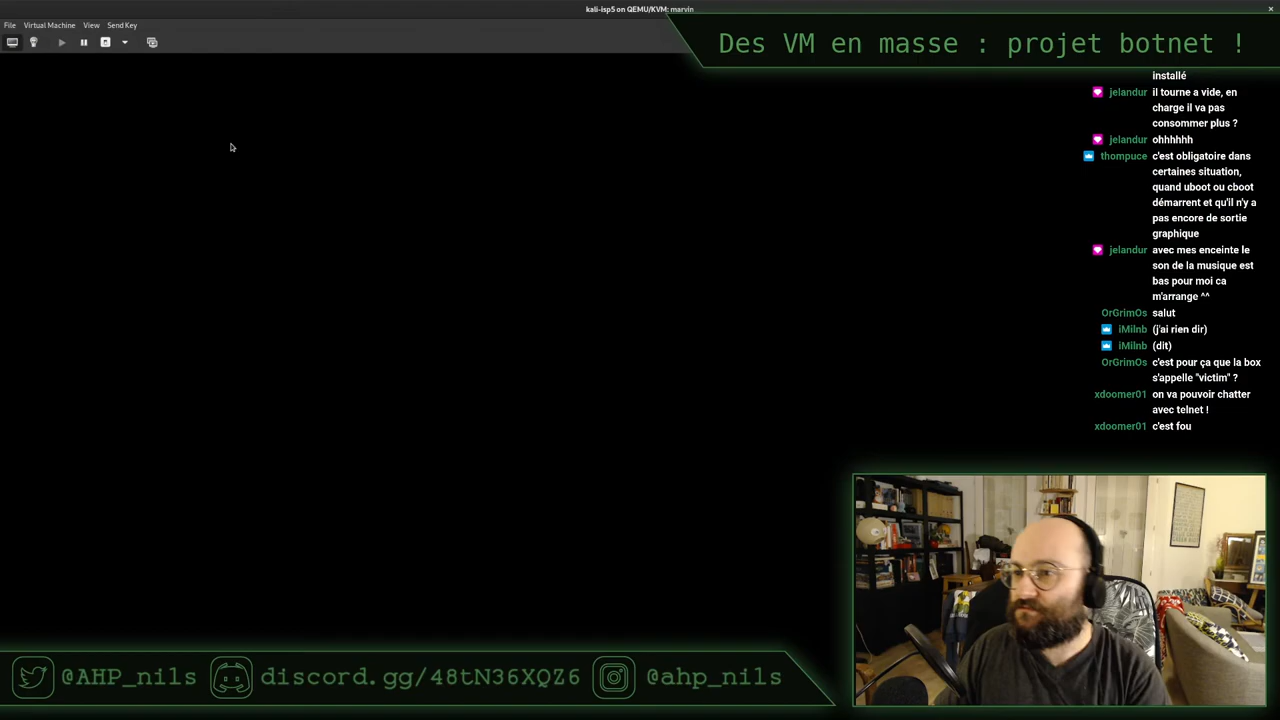 kali-isp5 on QEMU/KVM: marvin
File Virtual Machine View Send Key
Des VM en masse : projet botnet !
installé
jelandur il tourne a vide, en
charge il va pas
consommer plus ?
jelandur ohhhhhh
thompuce c'est obligatoire dans
certaines situation,
quand uboot ou cboot
démarrent et qu'il n'y a
pas encore de sortie
graphique
jelandur avec mes enceinte le
son de la musique est
bas pour moi ca
m'arrange ^^
OrGrimOs salut
iMilnb (j'ai rien dir)
iMilnb (dit)
OrGrimOs c'est pour ça que la box
s'appelle "victim" ?
xdoomer01 on va pouvoir chatter
avec telnet !
xdoomer01 c'est fou
@AHP_nils discord.gg/48tN36XQZ6 @ahp_nils